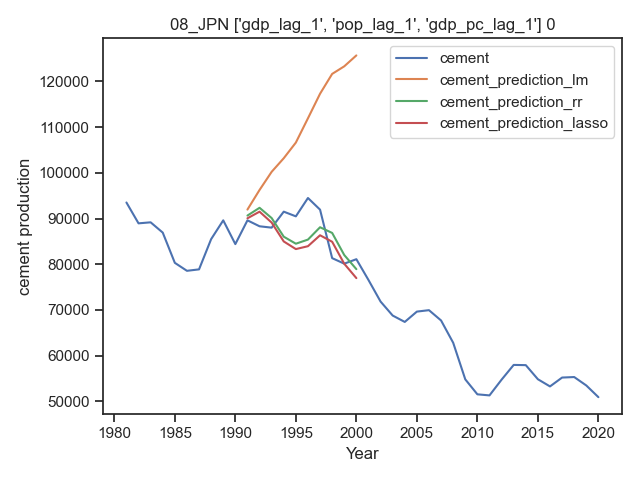 08_JPN ['gdp_lag_1', 'pop_lag_1', 'gdp_pc_lag_1'] 0
cement
cement_prediction_lm
cement_prediction_rr
cement_prediction_lasso
120000
110000
100000
90000
80000
70000
60000
50000
cement production
1980 1985 1990 1995 2000 2005 2010 2015 2020
Year